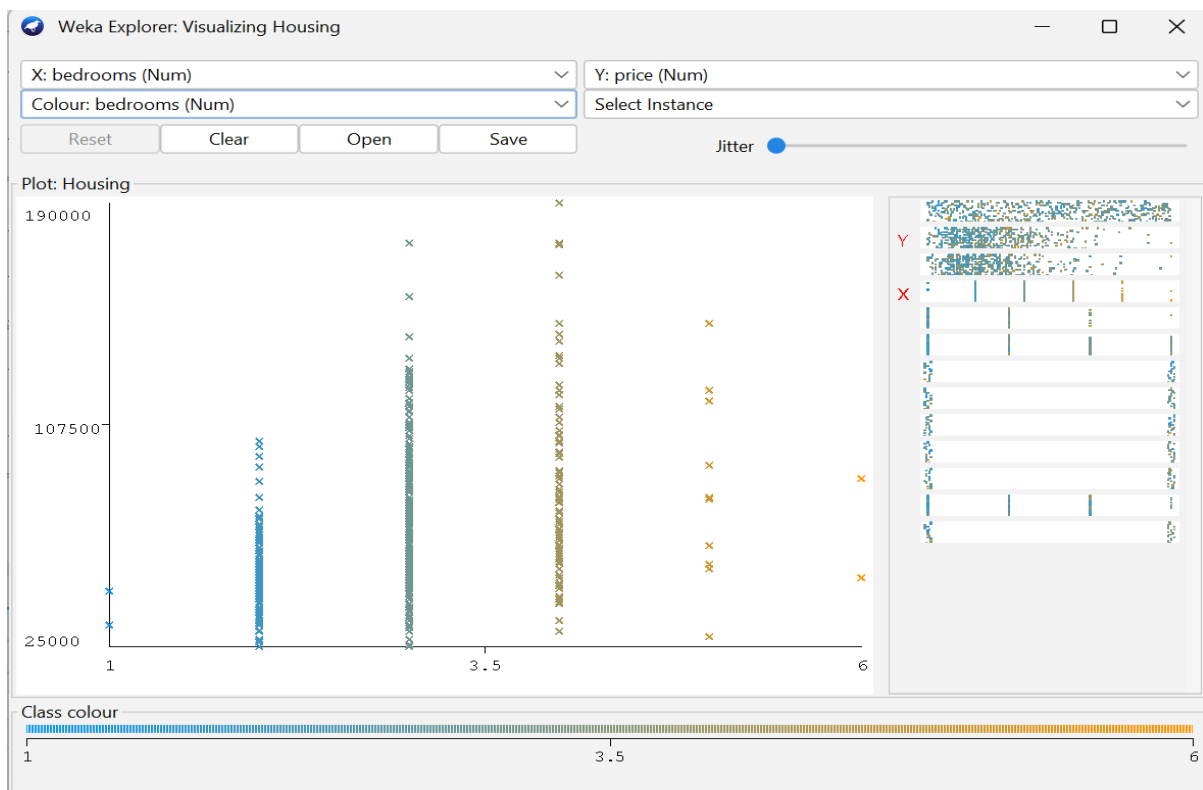 Weka Explorer: Visualizing Housing
X: bedrooms (Num)
Y: price (Num)
Colour: bedrooms (Num)
Select Instance
Reset
Clear
Open
Save
Jitter
Plot: Housing
190000
107500
25000
1
3.5
6
Y
X
Class colour
1
3.5
6